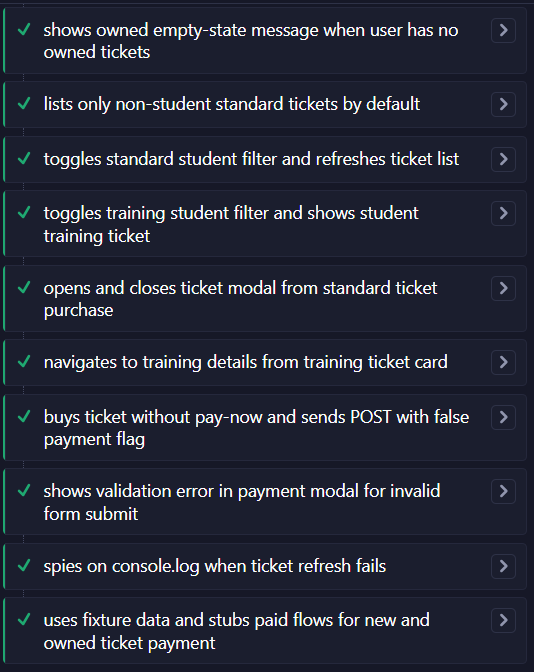 shows owned empty-state message when user has no
owned tickets
lists only non-student standard tickets by default
toggles standard student filter and refreshes ticket list
toggles training student filter and shows student
training ticket
opens and closes ticket modal from standard ticket
purchase
navigates to training details from training ticket card
buys ticket without pay-now and sends POST with false
payment flag
shows validation error in payment modal for invalid
form submit
spies on console.log when ticket refresh fails
uses fixture data and stubs paid flows for new and
owned ticket payment